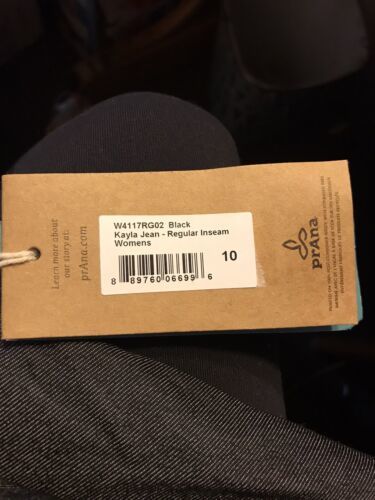 W4117RG02 Black
Kayla Jean - Regular Inseam
Womens
10
8 89760 06699 6
Learn more about
our story at:
prAna.com
prAna